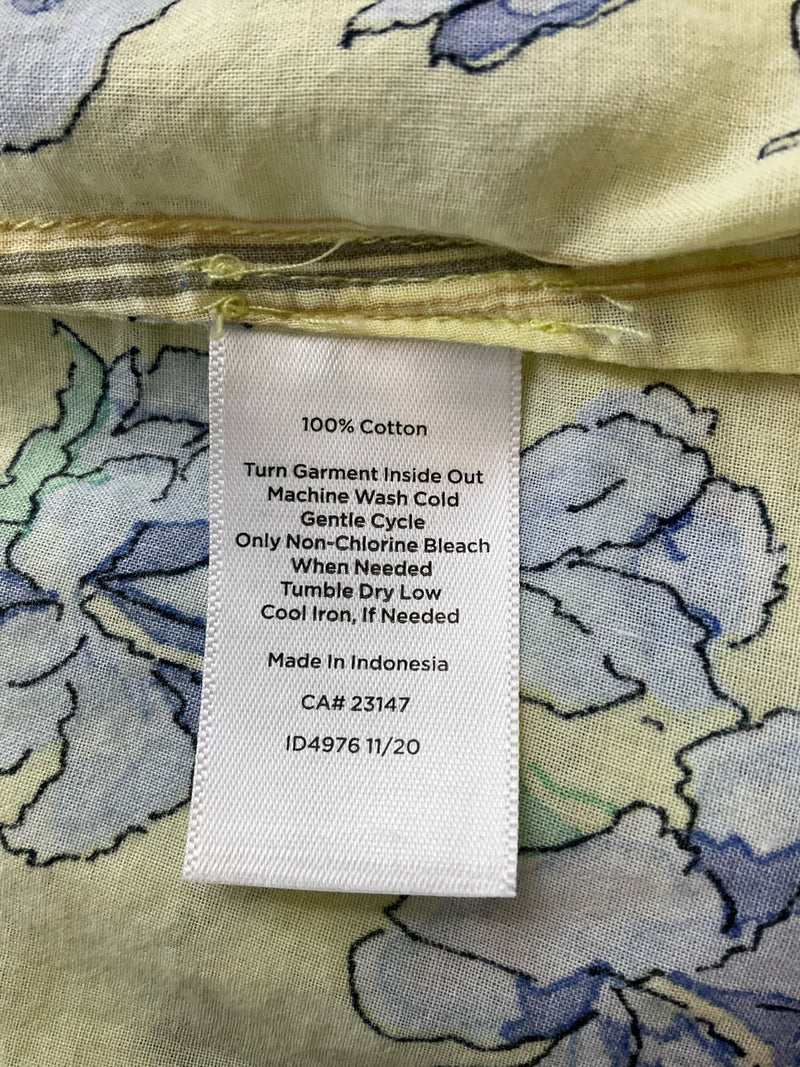 100% Cotton
Turn Garment Inside Out
Machine Wash Cold
Gentle Cycle
Only Non-Chlorine Bleach
When Needed
Tumble Dry Low
Cool Iron, If Needed
Made In Indonesia
CA# 23147
ID4976 11/20